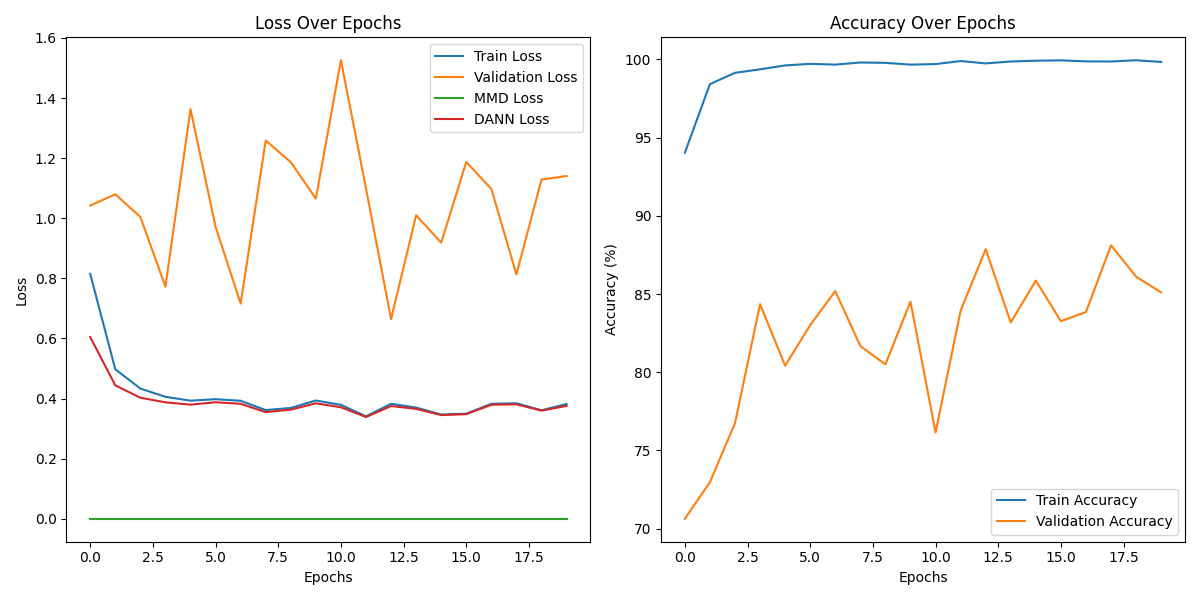 Loss Over Epochs
1.6
1.4
1.2
1.0
0.8
0.6
0.4
0.2
0.0
Loss
0.0 2.5 5.0 7.5 10.0 12.5 15.0 17.5
Epochs
Train Loss
Validation Loss
MMD Loss
DANN Loss
Accuracy Over Epochs
100
95
90
85
80
75
70
Accuracy (%)
0.0 2.5 5.0 7.5 10.0 12.5 15.0 17.5
Epochs
Train Accuracy
Validation Accuracy